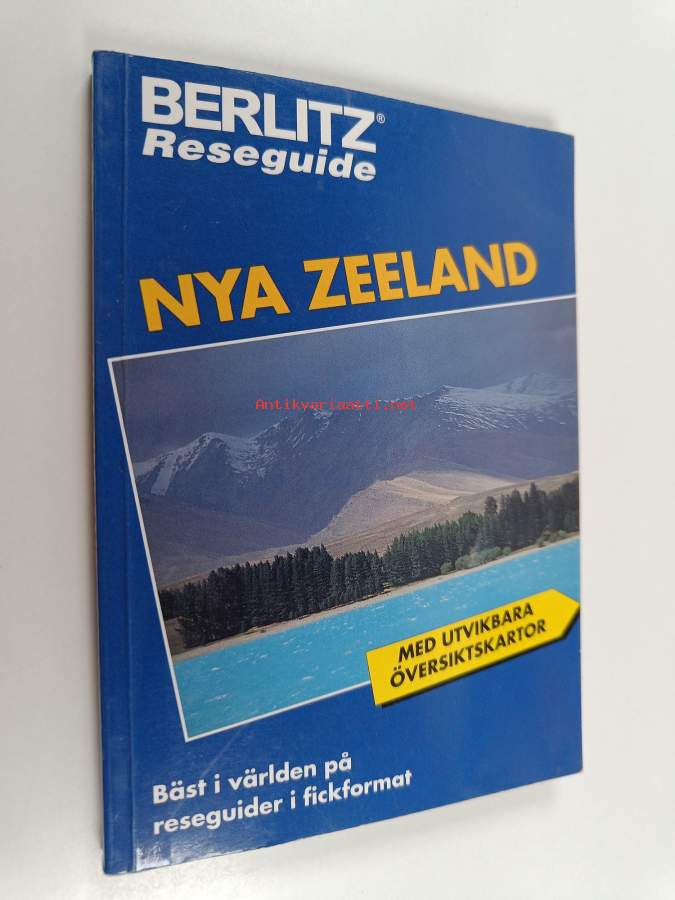 BERLITZ®
Reseguide
NYA ZEELAND
Antikvariaatti.net
MED UTVIKBARA
ÖVERSIKTSKARTOR
Bäst i världen på
reseguider i fickformat